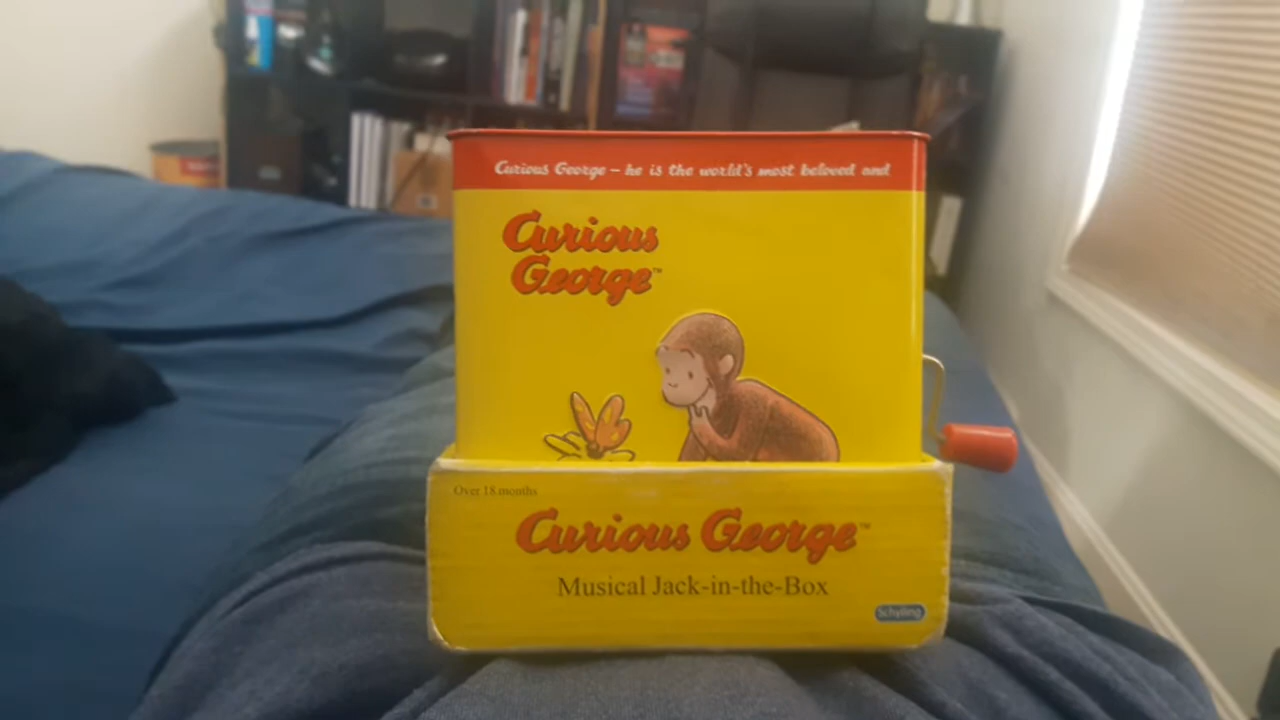 Curious George – he is the world's most beloved and
Curious
George™
Over 18 months
Curious George™
Musical Jack-in-the-Box
Schylling